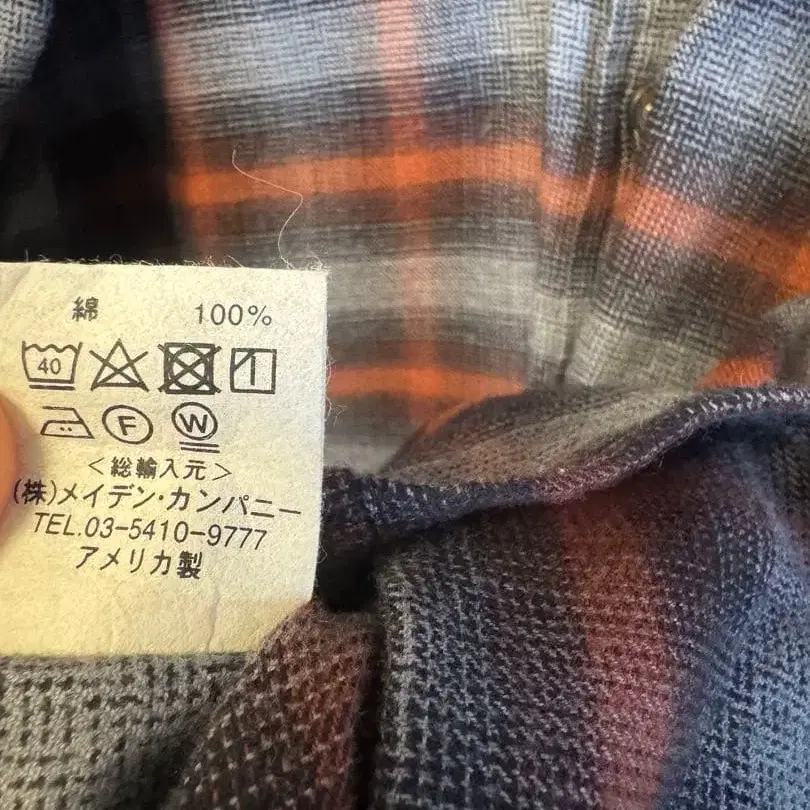 綿 100%
40
F W
<総輸入元>
(株)メイデン・カンパニー
TEL.03-5410-9777
アメリカ製